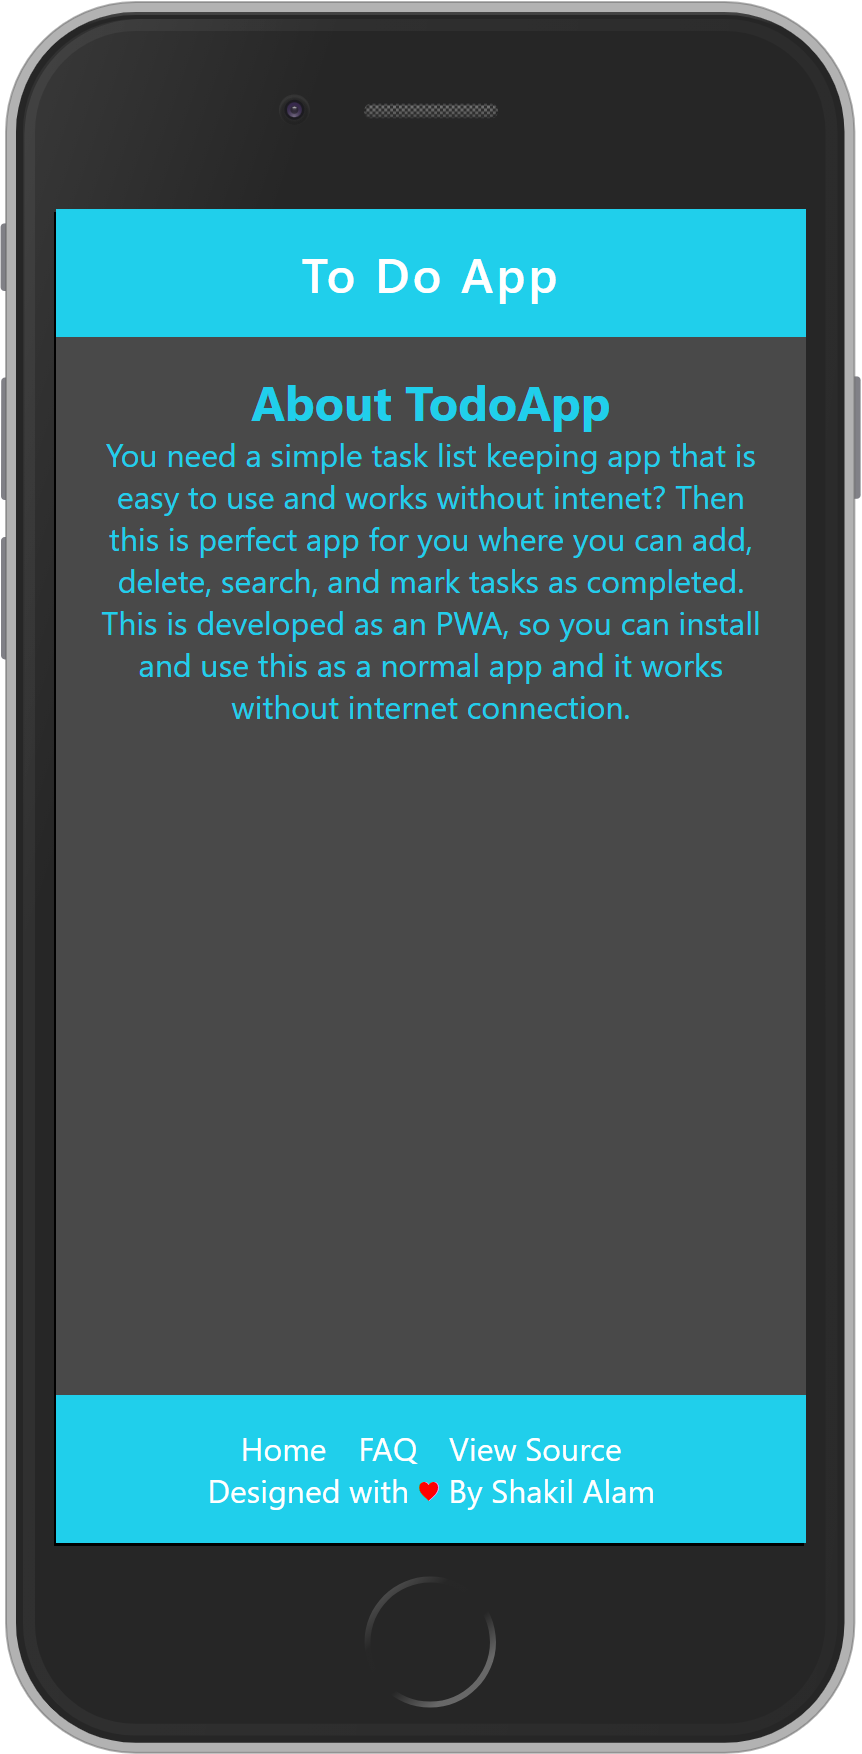 To Do App
About TodoApp
You need a simple task list keeping app that is
easy to use and works without intenet? Then
this is perfect app for you where you can add,
delete, search, and mark tasks as completed.
This is developed as an PWA, so you can install
and use this as a normal app and it works
without internet connection.
Home FAQ View Source
Designed with ♥ By Shakil Alam